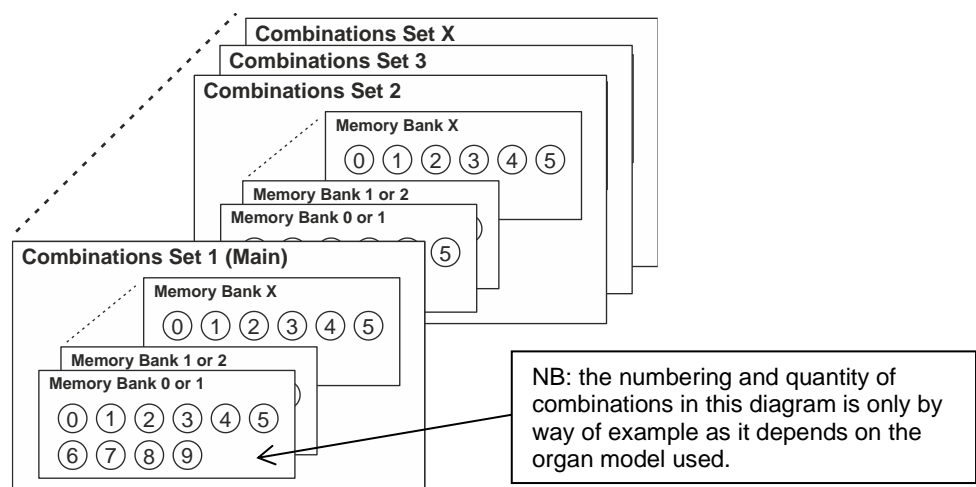 Combinations Set X
Combinations Set 3
Combinations Set 2
Memory Bank X
0 1 2 3 4 5
Memory Bank 1 or 2
Memory Bank 0 or 1
5
Combinations Set 1 (Main)
Memory Bank X
0 1 2 3 4 5
Memory Bank 1 or 2
Memory Bank 0 or 1
0 1 2 3 4 5
6 7 8 9
NB: the numbering and quantity of
combinations in this diagram is only by
way of example as it depends on the
organ model used.